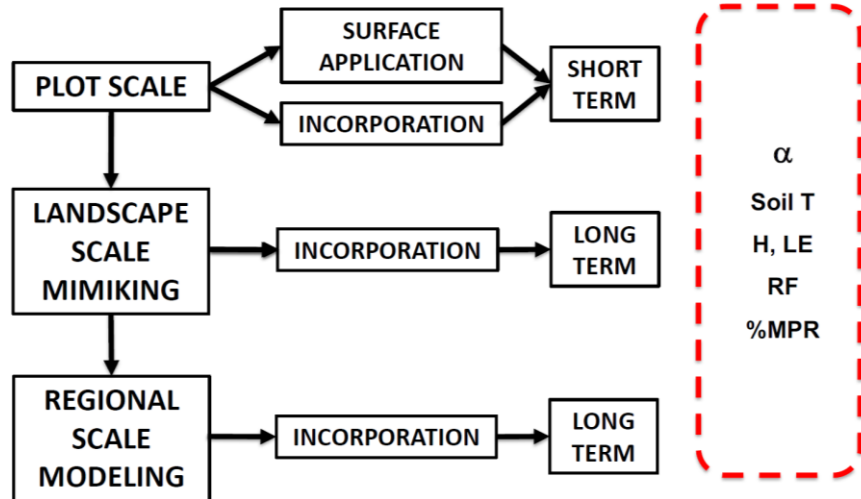 PLOT SCALE
SURFACE
APPLICATION
INCORPORATION
SHORT
TERM
LANDSCAPE
SCALE
MIMIKING
INCORPORATION
LONG
TERM
REGIONAL
SCALE
MODELING
INCORPORATION
LONG
TERM
α
Soil T
H, LE
RF
%MPR